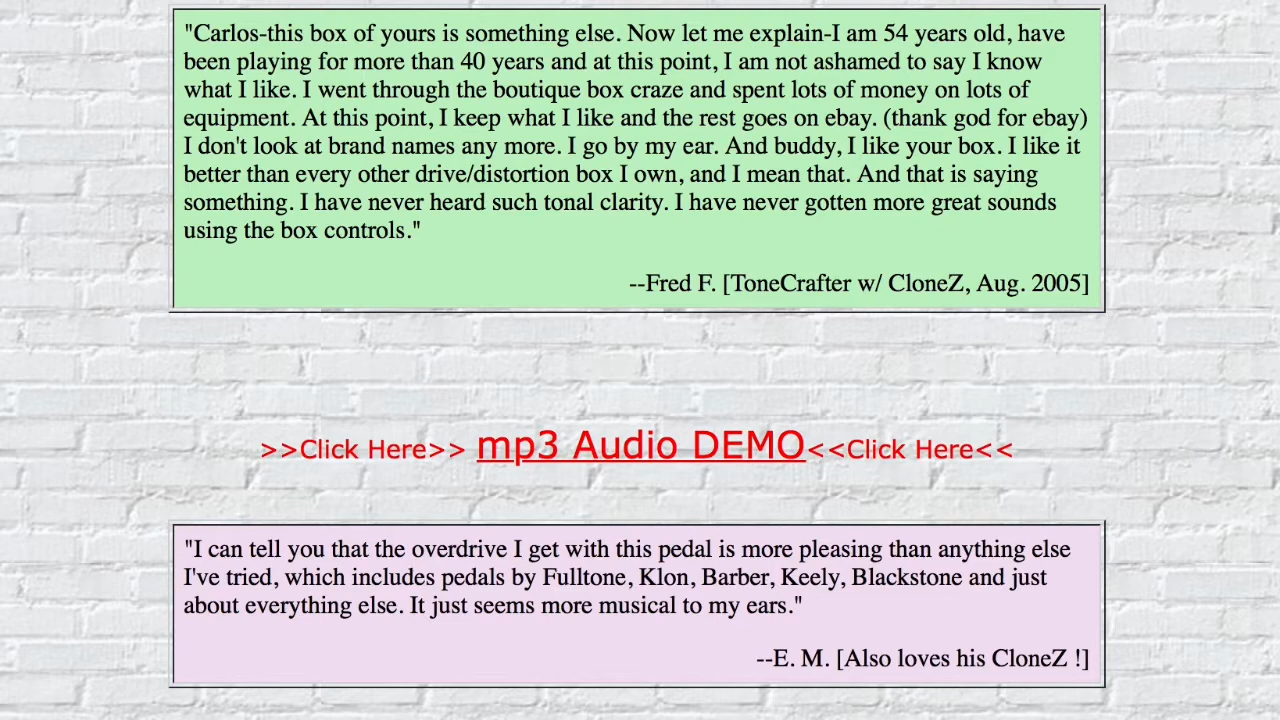 "Carlos-this box of yours is something else. Now let me explain-I am 54 years old, have
been playing for more than 40 years and at this point, I am not ashamed to say I know
what I like. I went through the boutique box craze and spent lots of money on lots of
equipment. At this point, I keep what I like and the rest goes on ebay. (thank god for ebay)
I don't look at brand names any more. I go by my ear. And buddy, I like your box. I like it
better than every other drive/distortion box I own, and I mean that. And that is saying
something. I have never heard such tonal clarity. I have never gotten more great sounds
using the box controls."
--Fred F. [ToneCrafter w/ CloneZ, Aug. 2005]
>>Click Here>> mp3 Audio DEMO<<Click Here<<
"I can tell you that the overdrive I get with this pedal is more pleasing than anything else
I've tried, which includes pedals by Fulltone, Klon, Barber, Keely, Blackstone and just
about everything else. It just seems more musical to my ears."
--E. M. [Also loves his CloneZ !]